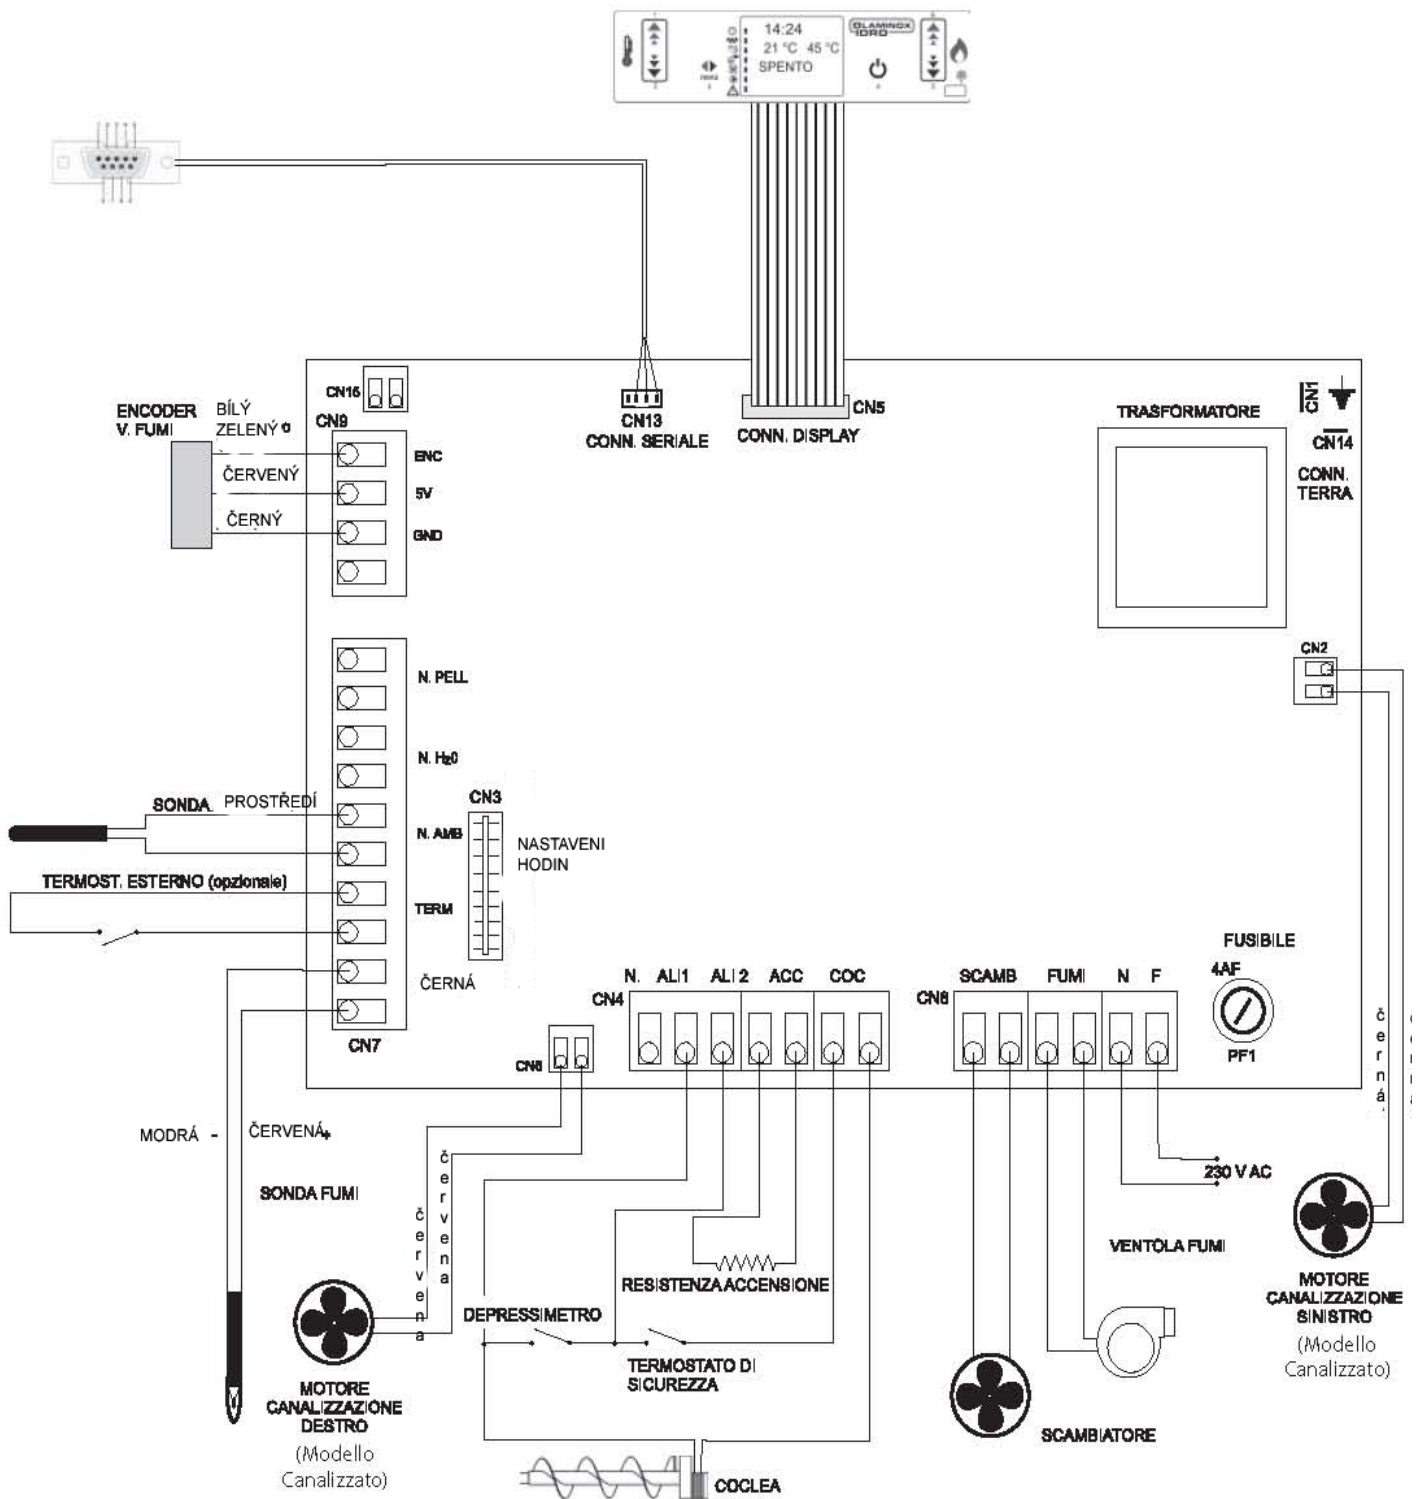 14:24
21 °C 45 °C
SPENTO
LAMINOX
IDRO
CN15
CN9
ENCODER
V. FUMI
BÍLÝ
ZELENÝ
ČERVENÝ
ČERNÝ
ENC
5V
GND
CN13
CONN. SERIALE
CN5
CONN. DISPLAY
TRASFORMATORE
CN1
CN14
CONN.
TERRA
CN2
N. PELL
N. H20
SONDA PROSTŘEDÍ
N. AMB
CN3
NASTAVENI
HODIN
TERMOST. ESTERNO (opzionale)
TERM
ČERNÁ
CN7
N. ALI1 ALI 2 ACC COC
CN4
SCAMB FUMI N F
FUSIBILE
4AF
PF1
černá
MODRÁ -
ČERVENÁ+
SONDA FUMI
červena
červena
230 V AC
VENTOLA FUMI
RESISTENZA ACCENSIONE
DEPRESSIMETRO
TERMOSTATO DI
SICUREZZA
MOTORE
CANALIZZAZIONE
SINISTRO
(Modello
Canalizzato)
MOTORE
CANALIZZAZIONE
DESTRO
(Modello
Canalizzato)
SCAMBIATORE
COCLEA